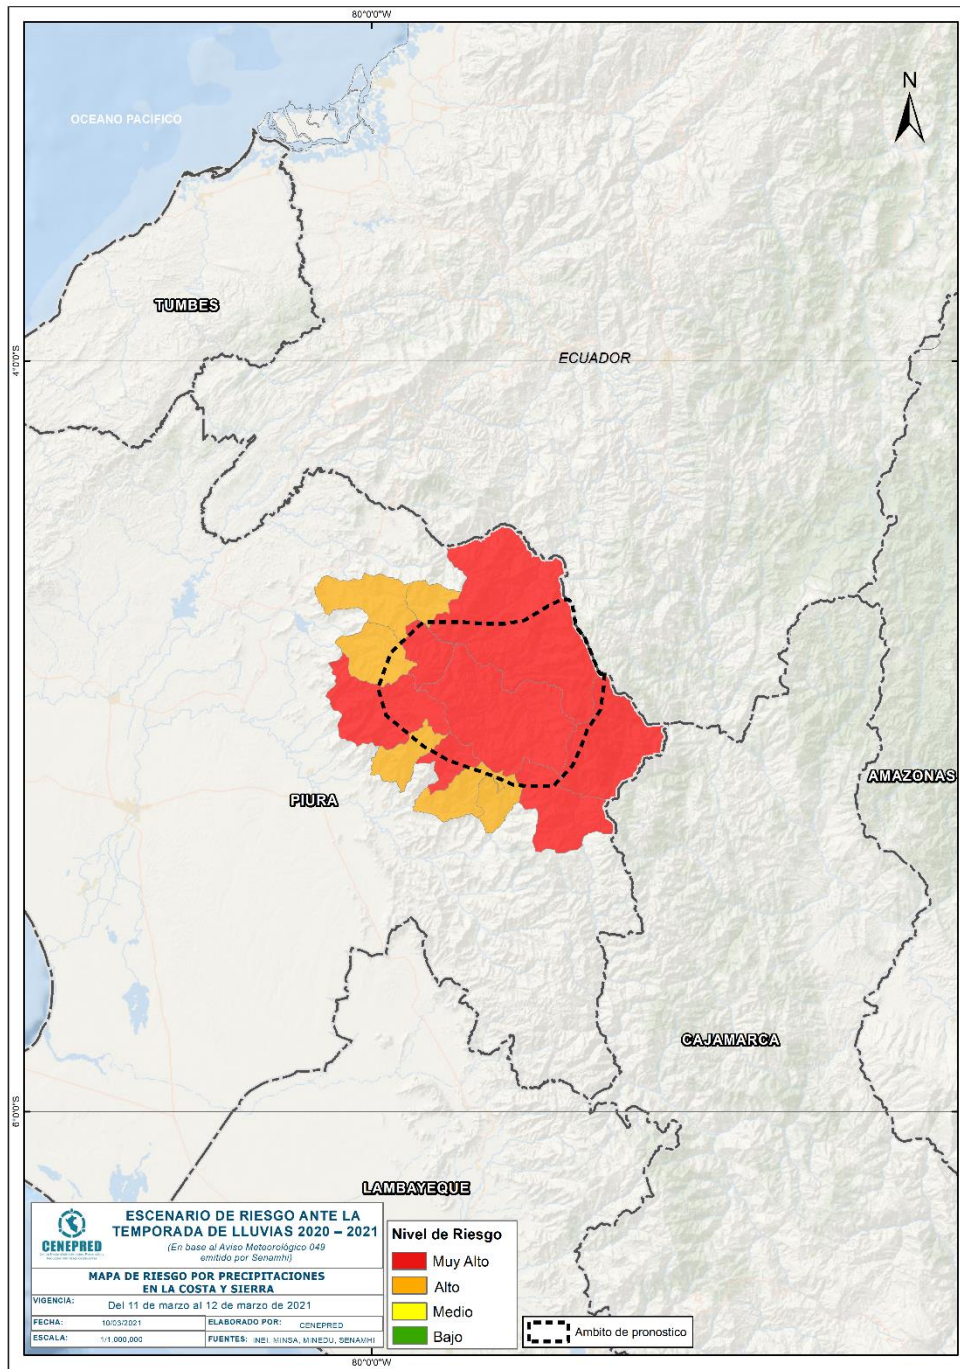 80°0'0"W
N
OCEANO PACIFICO
TUMBES
4°0'0"S
ECUADOR
AMAZONAS
PIURA
CAJAMARCA
6°0'0"S
LAMBAYEQUE
CENEPRED
ESCENARIO DE RIESGO ANTE LA
TEMPORADA DE LLUVIAS 2020 – 2021
(En base al Aviso Meteorológico 049
emitido por Senamhi)
MAPA DE RIESGO POR PRECIPITACIONES
EN LA COSTA Y SIERRA
VIGENCIA: Del 11 de marzo al 12 de marzo de 2021
FECHA: 10/03/2021 ELABORADO POR: CENEPRED
ESCALA: 1/1,000,000 FUENTES: INEI, MINSA, MINEDU, SENAMHI
Nivel de Riesgo
Muy Alto
Alto
Medio
Bajo
Ambito de pronostico
80°0'0"W